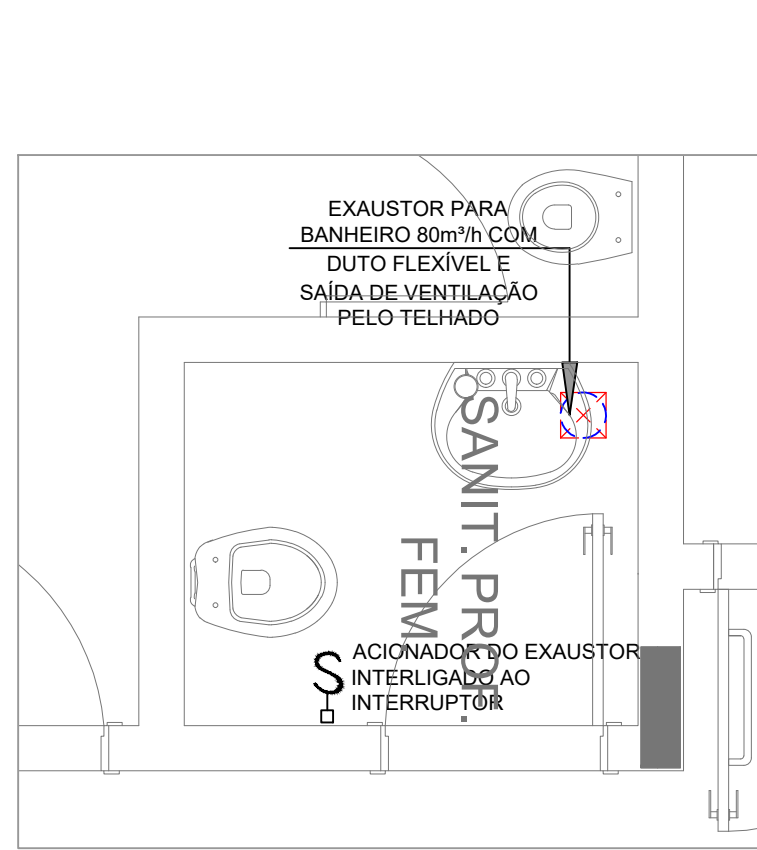 EXAUSTOR PARA
BANHEIRO 80m³/h COM
DUTO FLEXÍVEL E
SAÍDA DE VENTILAÇÃO
PELO TELHADO
SANIT. PROF.
FEM.
S
ACIONADOR DO EXAUSTOR
INTERLIGADO AO
INTERRUPTOR